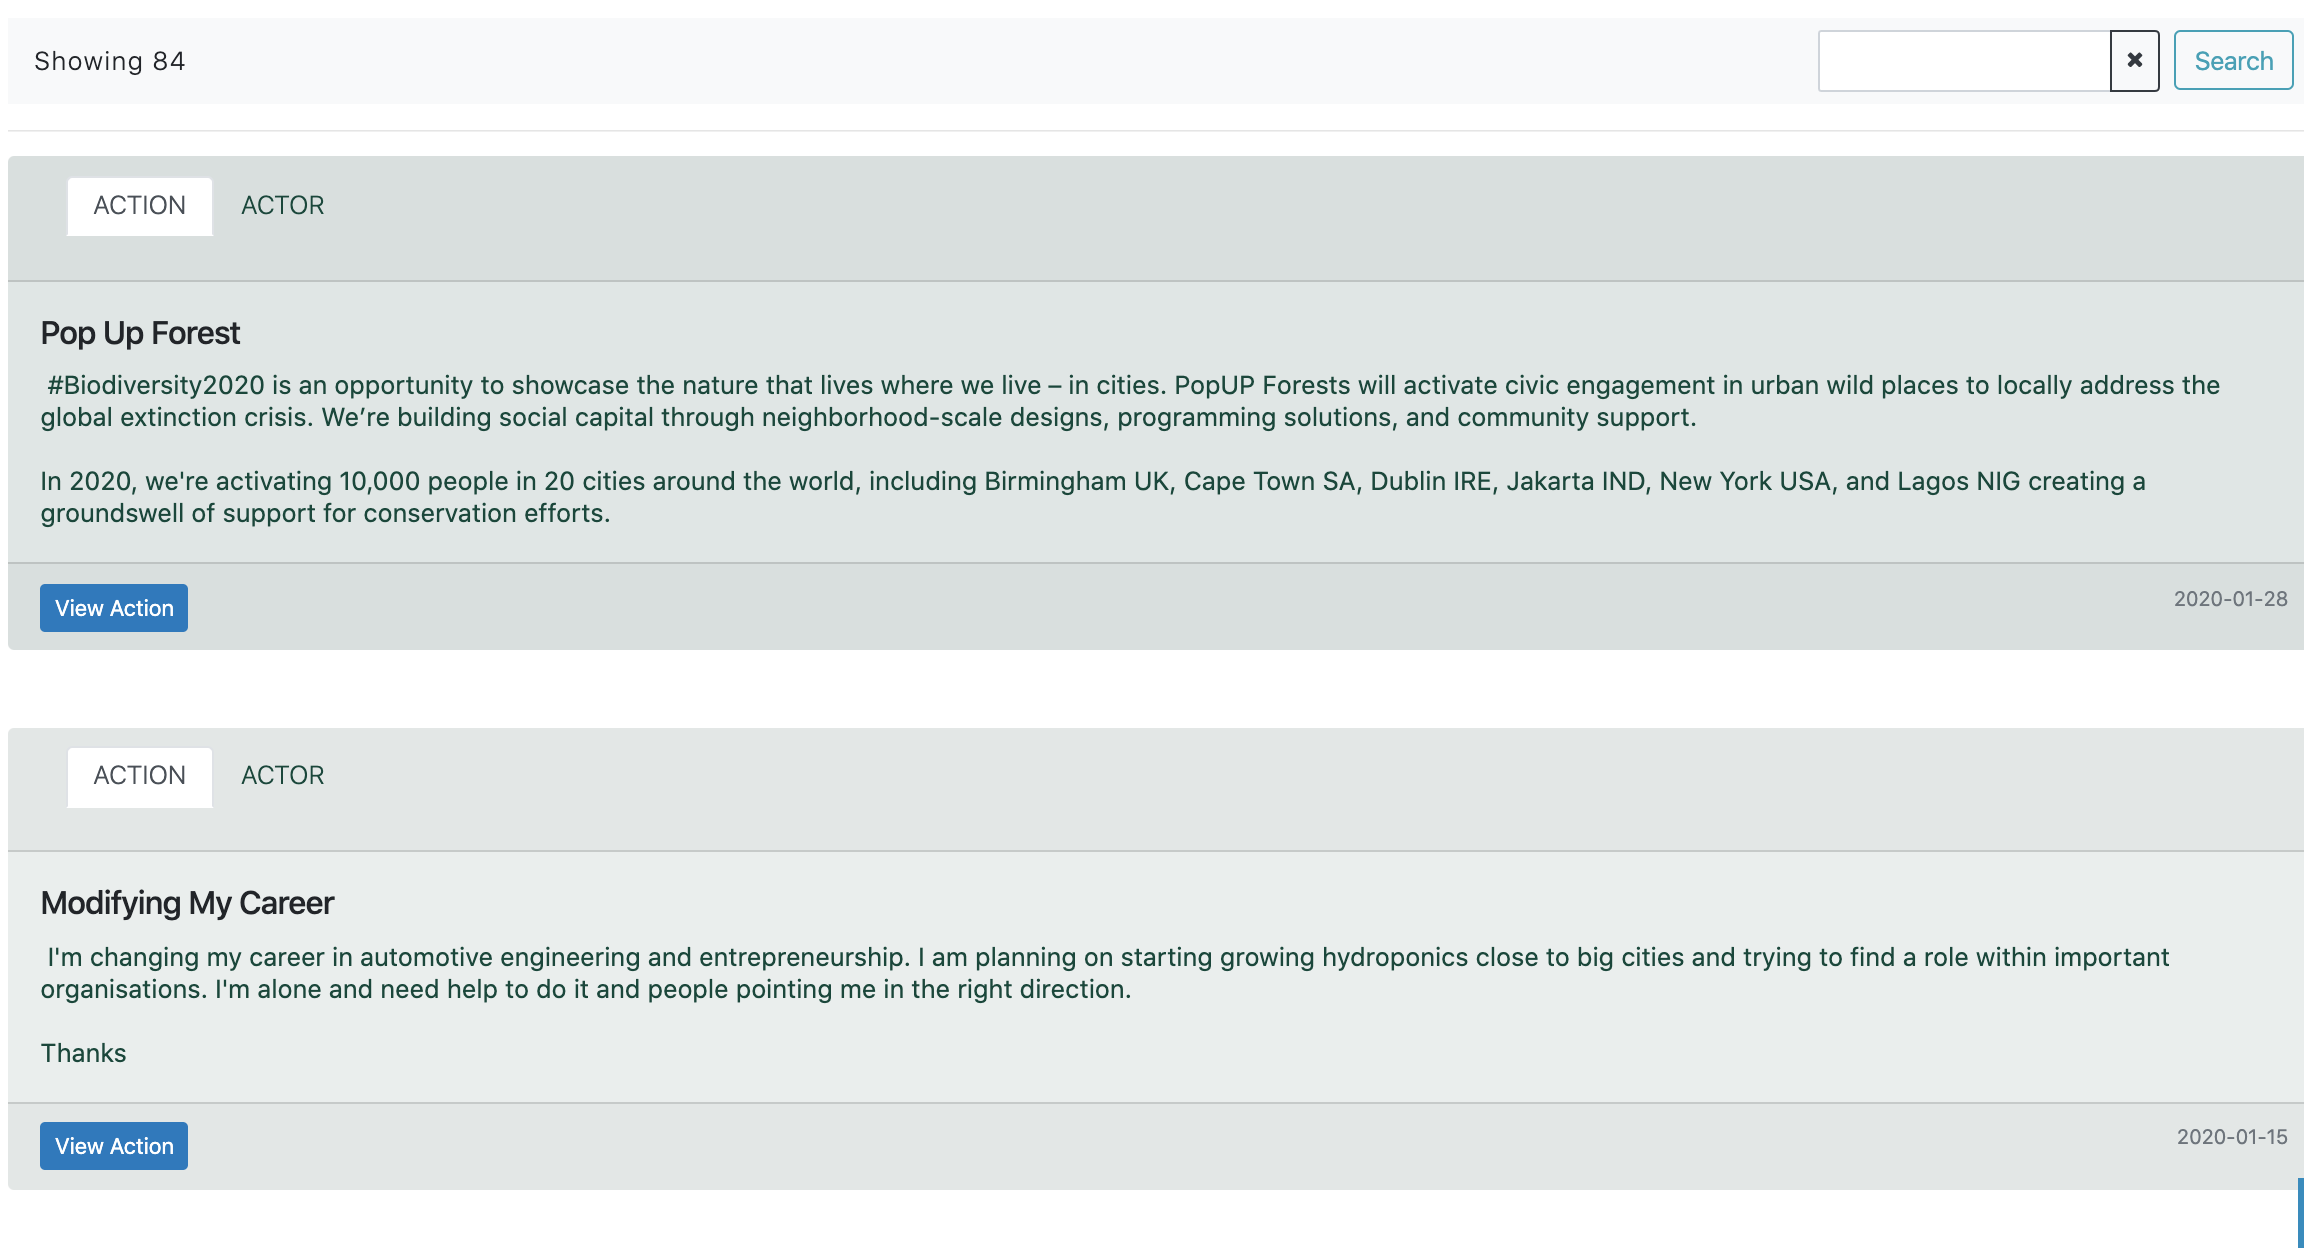 Showing 84
✖
Search
ACTION ACTOR
Pop Up Forest
#Biodiversity2020 is an opportunity to showcase the nature that lives where we live – in cities. PopUP Forests will activate civic engagement in urban wild places to locally address the
global extinction crisis. We’re building social capital through neighborhood-scale designs, programming solutions, and community support.
In 2020, we're activating 10,000 people in 20 cities around the world, including Birmingham UK, Cape Town SA, Dublin IRE, Jakarta IND, New York USA, and Lagos NIG creating a
groundswell of support for conservation efforts.
View Action
2020-01-28
ACTION ACTOR
Modifying My Career
I'm changing my career in automotive engineering and entrepreneurship. I am planning on starting growing hydroponics close to big cities and trying to find a role within important
organisations. I'm alone and need help to do it and people pointing me in the right direction.
Thanks
View Action
2020-01-15